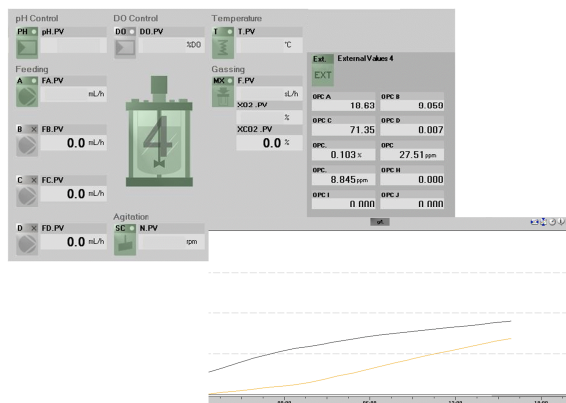 pH Control
DO Control
Temperature
PH pH.PV
DO DO.PV
%DO
T T.PV
°C
Feeding
Gassing
A FA.PV
mL/h
MX F.PV
sL/h
XO2 .PV
%
B X FB.PV
0.0 mL/h
XCO2 .PV
0.0 %
C X FC.PV
0.0 mL/h
D X FD.PV
0.0 mL/h
Agitation
SC N.PV
rpm
4
Ext. External Values 4
EXT
OPC A
18.63
OPC B
9.050
OPC C
71.35
OPC D
0.007
OPC.
0.103 %
OPC
27.51 ppm
OPC.
8.845 ppm
OPC H
0.000
OPC I
0.000
OPC J
0.000